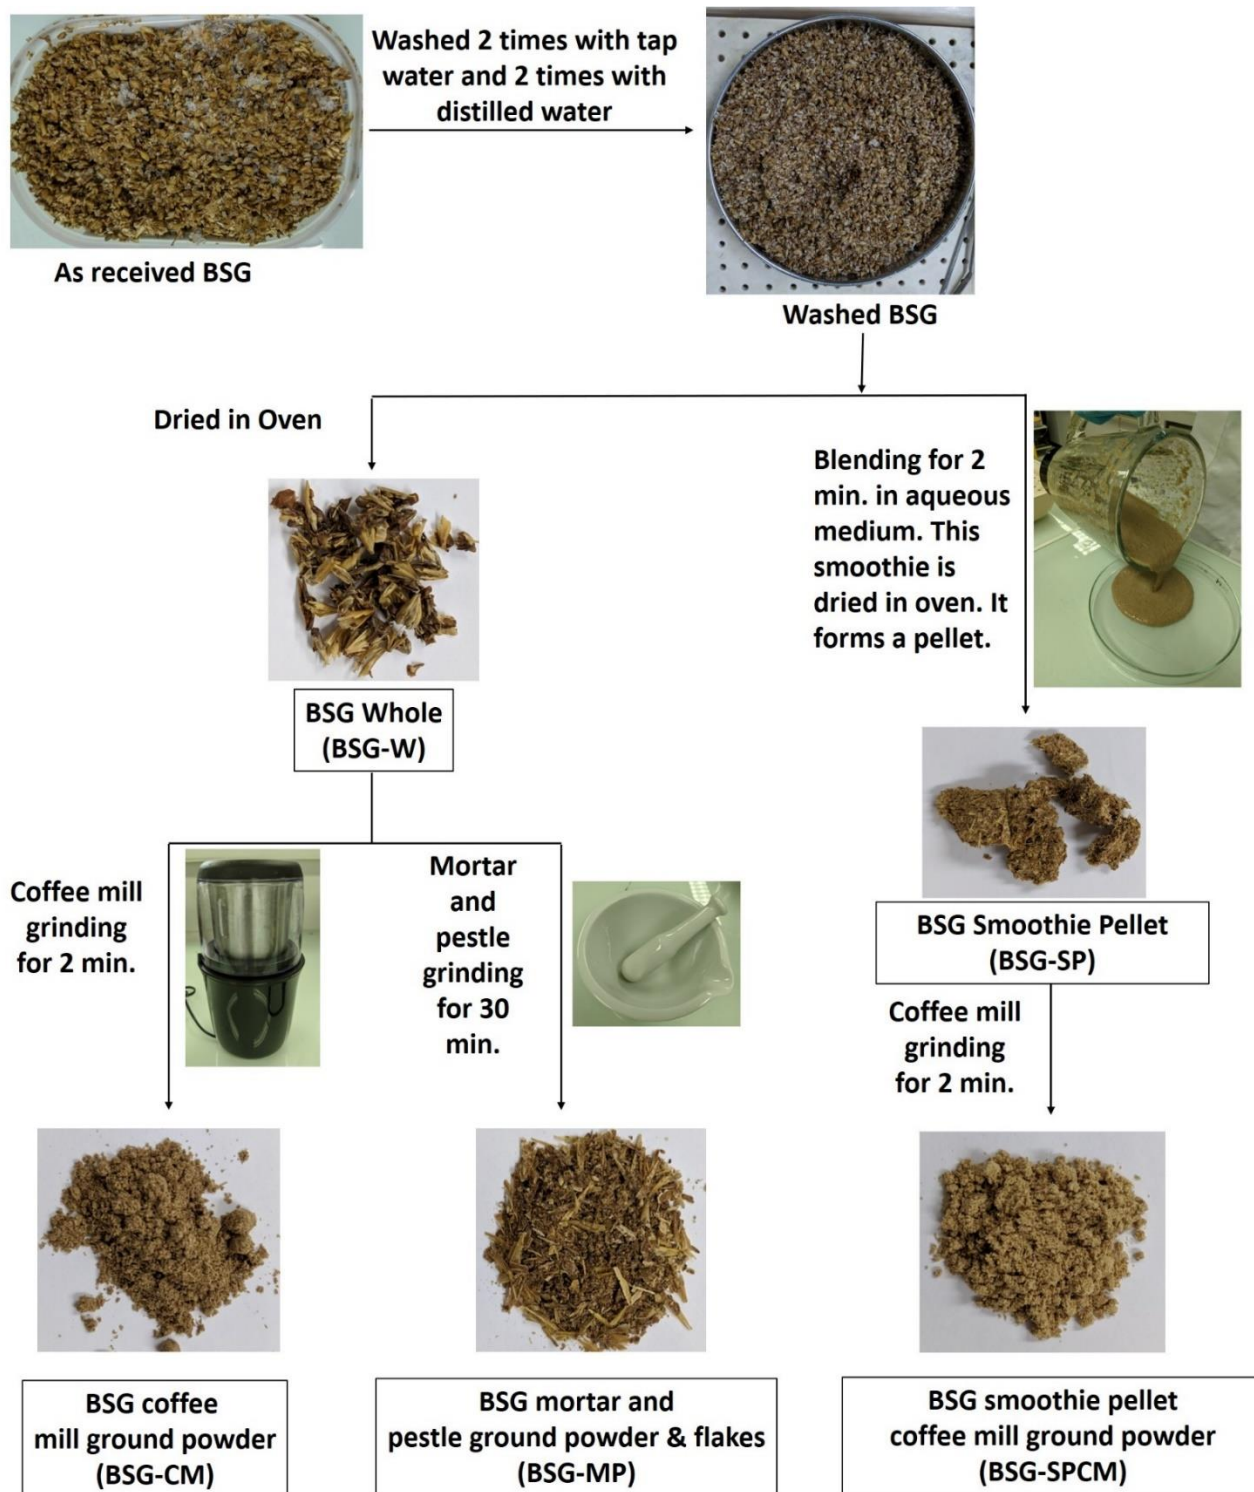 Washed 2 times with tap
water and 2 times with
distilled water
As received BSG
Washed BSG
Dried in Oven
Blending for 2
min. in aqueous
medium. This
smoothie is
dried in oven. It
forms a pellet.
BSG Whole
(BSG-W)
BSG Smoothie Pellet
(BSG-SP)
Coffee mill
grinding
for 2 min.
Mortar
and
pestle
grinding
for 30
min.
Coffee mill
grinding
for 2 min.
BSG coffee
mill ground powder
(BSG-CM)
BSG mortar and
pestle ground powder & flakes
(BSG-MP)
BSG smoothie pellet
coffee mill ground powder
(BSG-SPCM)